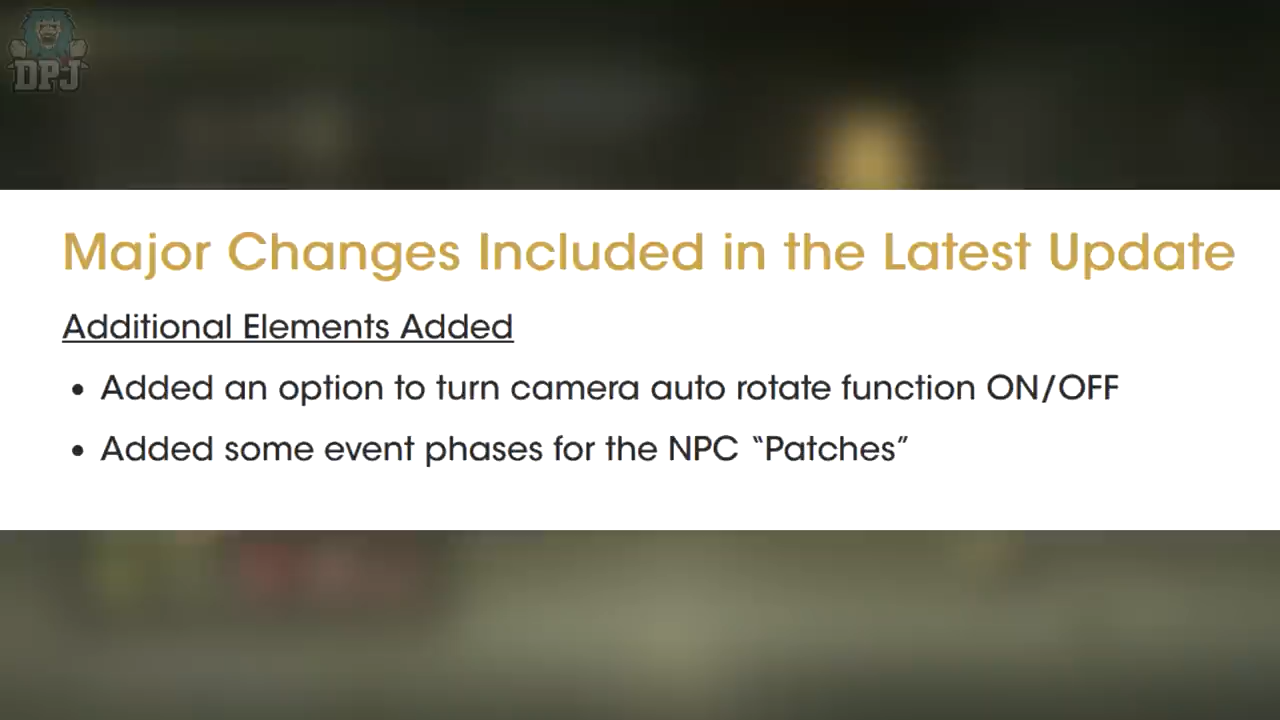 DPJ
Major Changes Included in the Latest Update
Additional Elements Added
• Added an option to turn camera auto rotate function ON/OFF
• Added some event phases for the NPC “Patches”